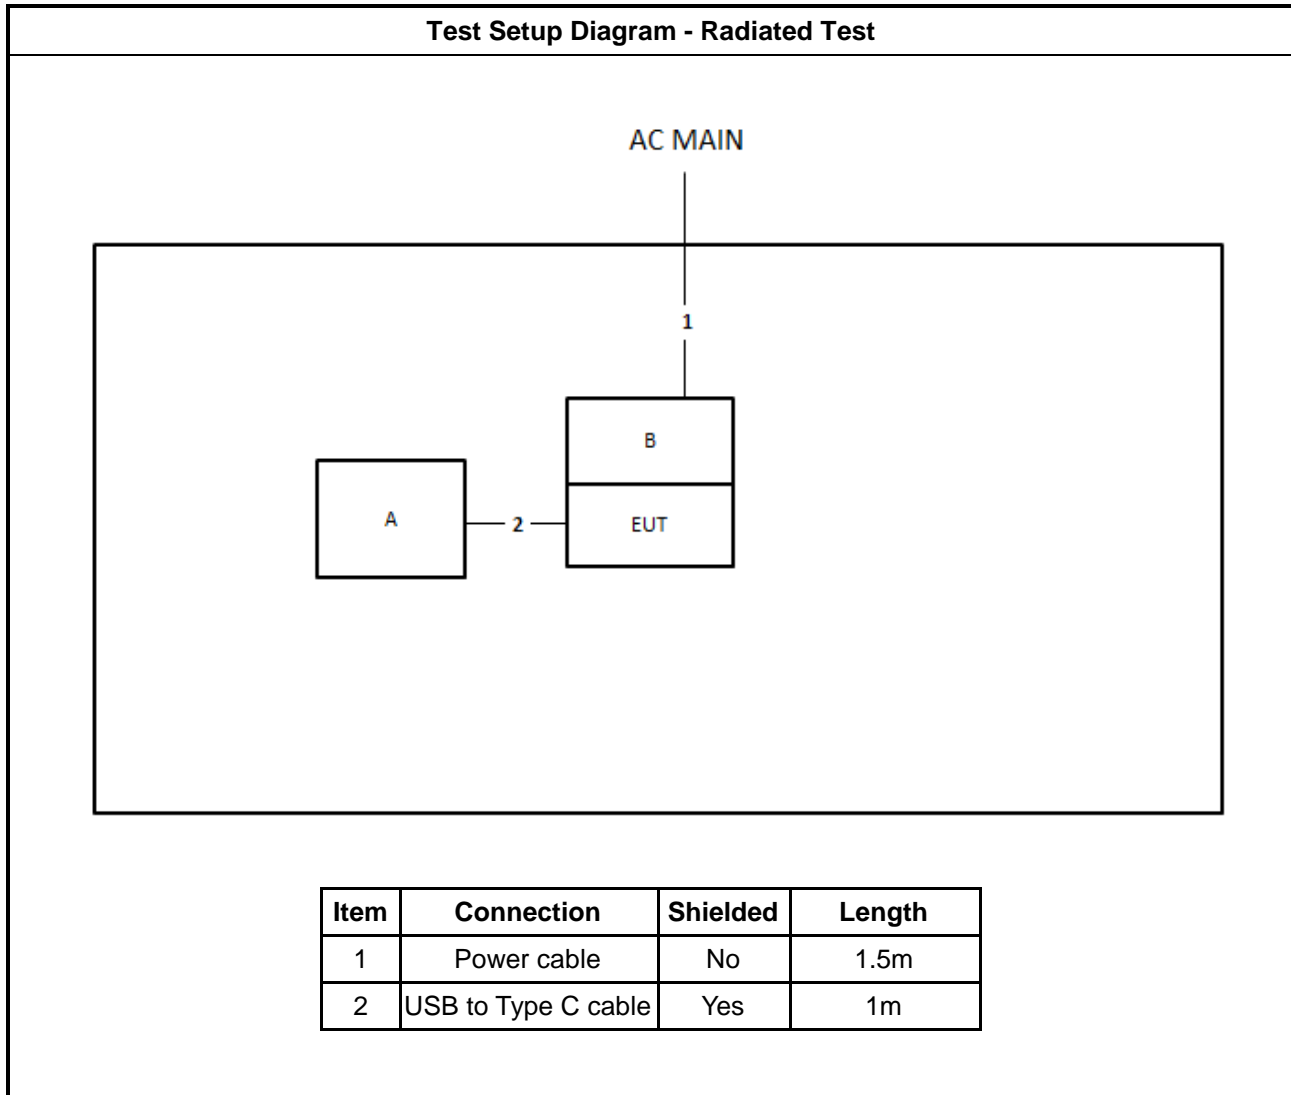 Test Setup Diagram - Radiated Test
AC MAIN
1
B
A
2
EUT
Item Connection Shielded Length
1 Power cable No 1.5m
2 USB to Type C cable Yes 1m